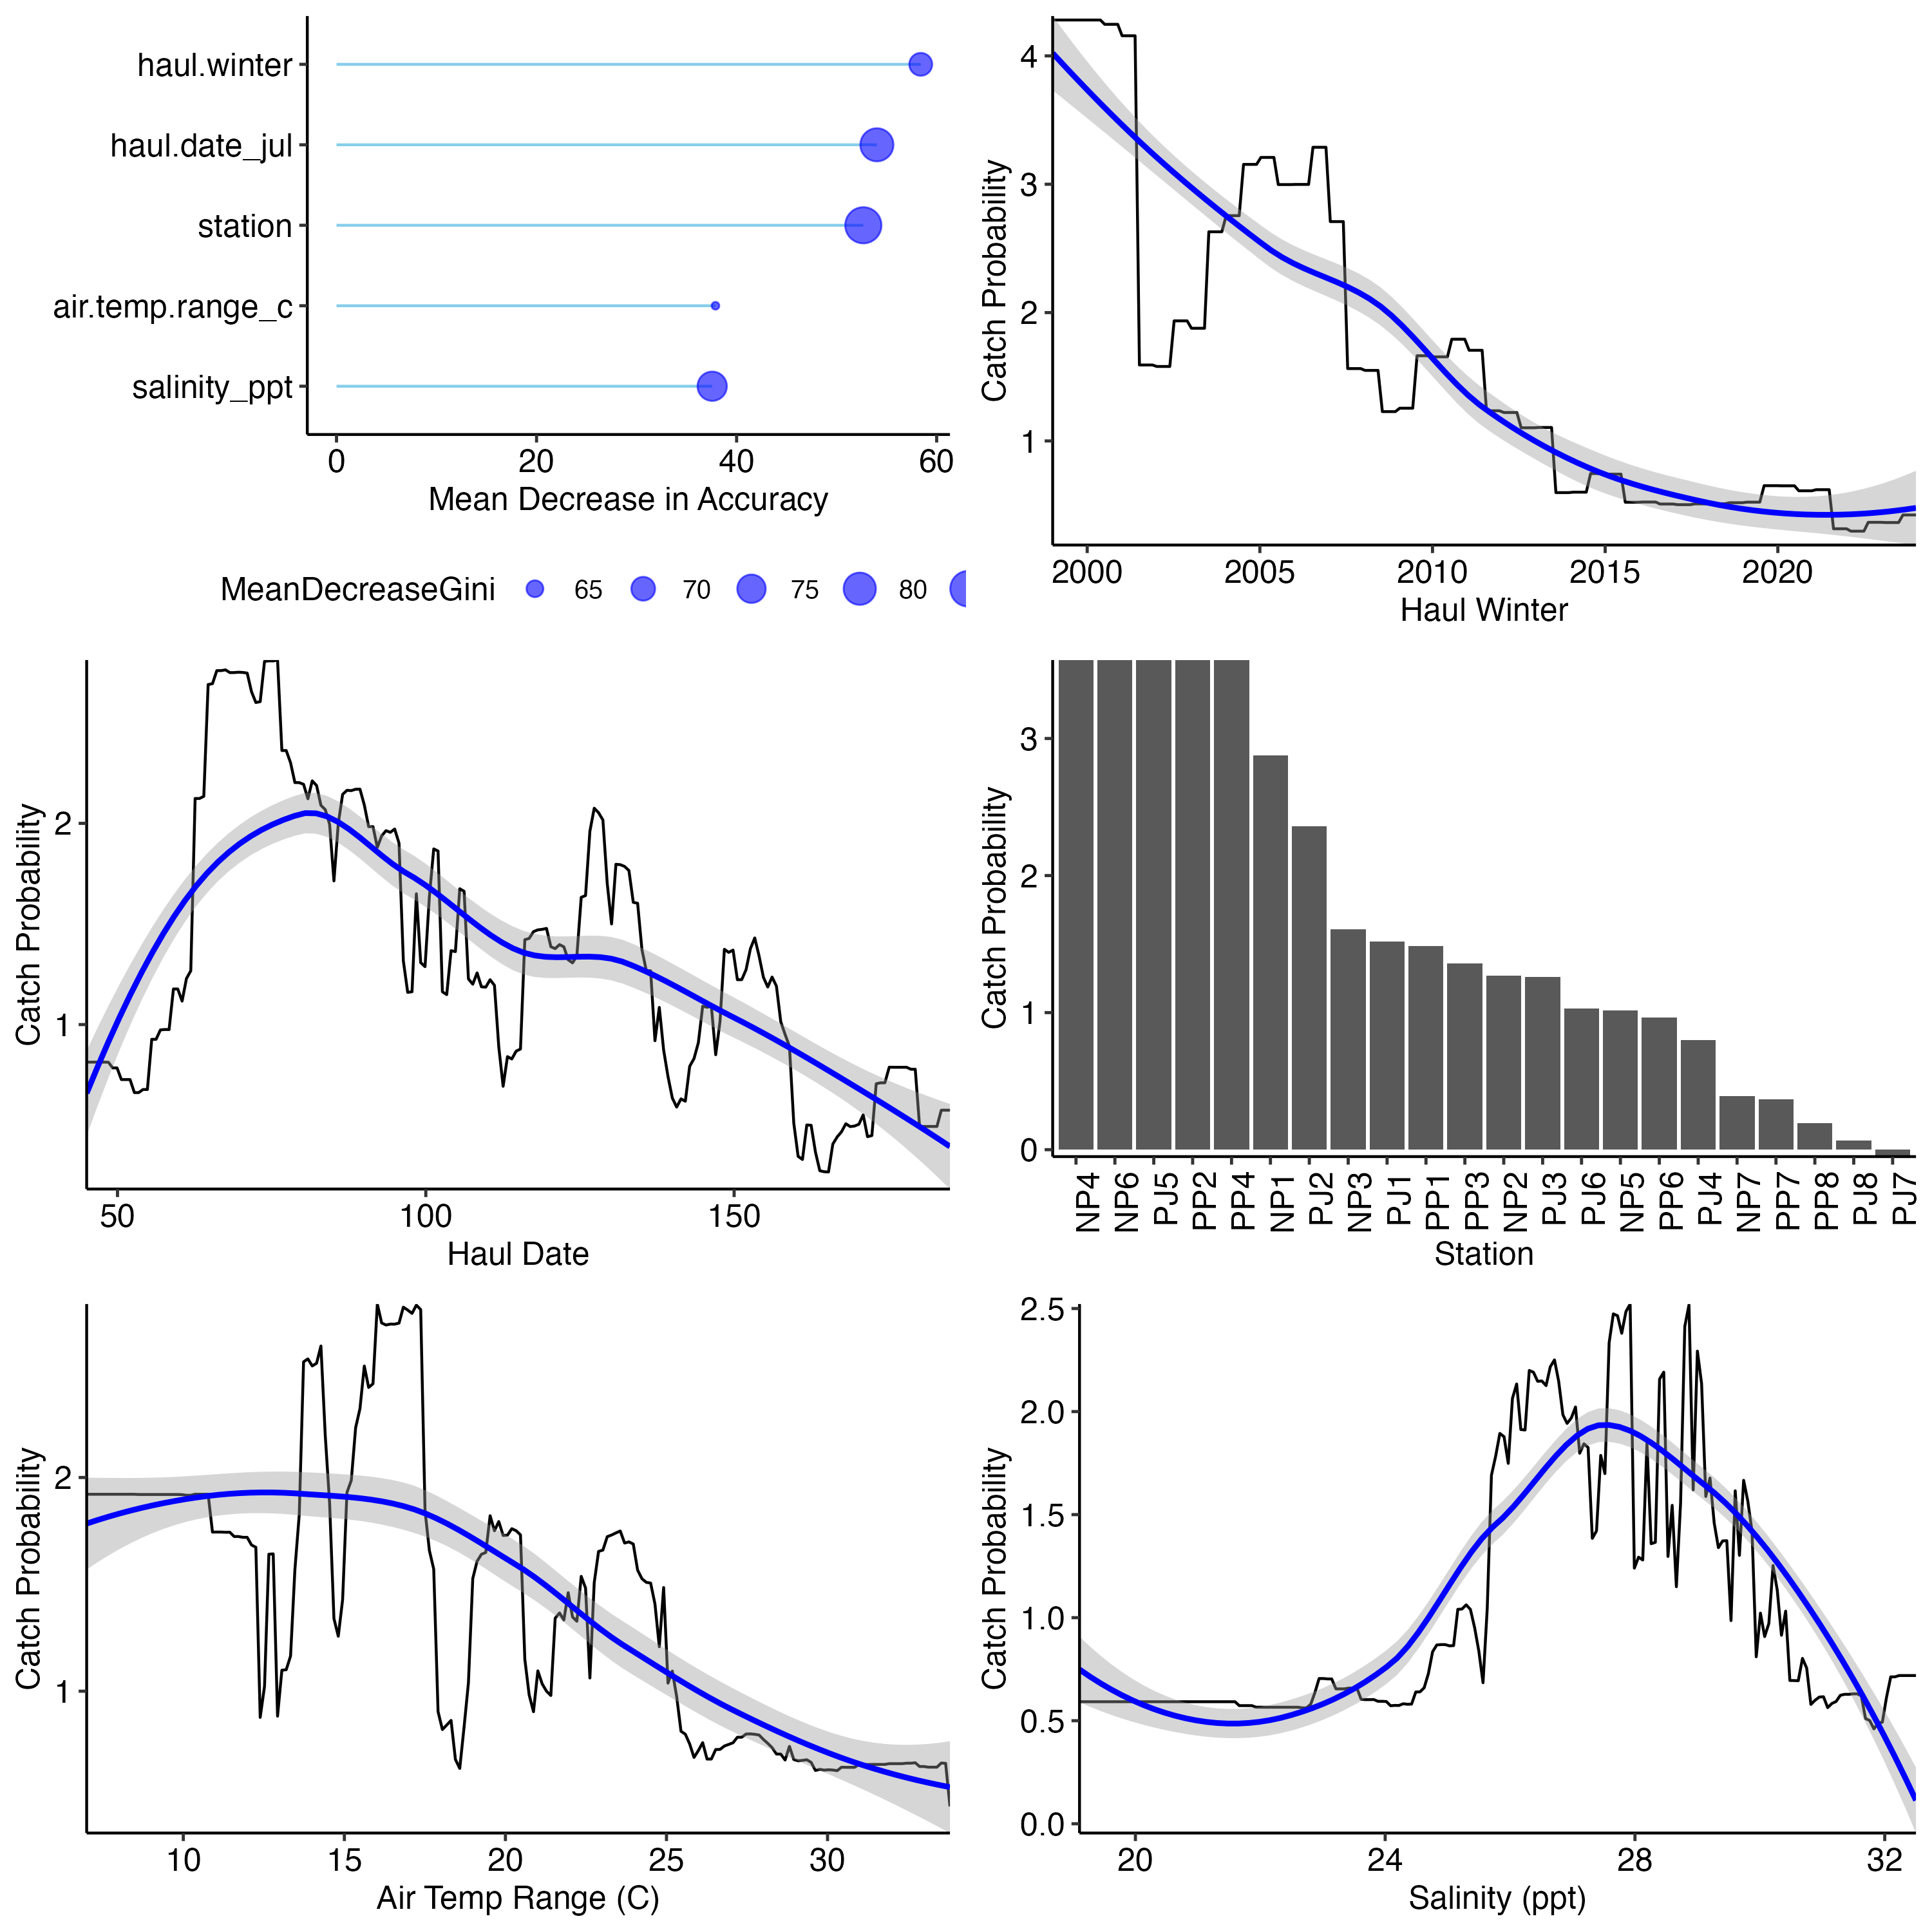 haul.winter
haul.date_jul
station
air.temp.range_c
salinity_ppt
0 20 40 60
Mean Decrease in Accuracy
MeanDecreaseGini 65 70 75 80
Catch Probability
4
3
2
1
2000 2005 2010 2015 2020
Haul Winter
Catch Probability
2
1
50 100 150
Haul Date
Catch Probability
3
2
1
0
NP4 NP6 PJ5 PP2 PP4 NP1 PJ2 NP3 PJ1 PP1 PP3 NP2 PJ3 PJ6 NP5 PP6 PJ4 NP7 PP7 PP8 PJ8 PJ7
Station
Catch Probability
2
1
10 15 20 25 30
Air Temp Range (C)
Catch Probability
2.5
2.0
1.5
1.0
0.5
0.0
20 24 28 32
Salinity (ppt)